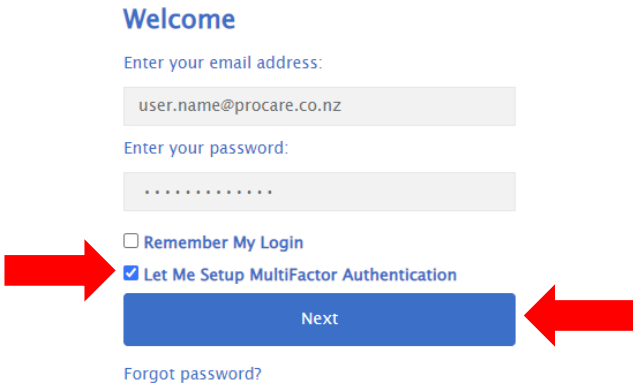 Welcome
Enter your email address:
user.name@procare.co.nz
Enter your password:
.............
Remember My Login
Let Me Setup MultiFactor Authentication
Next
Forgot password?